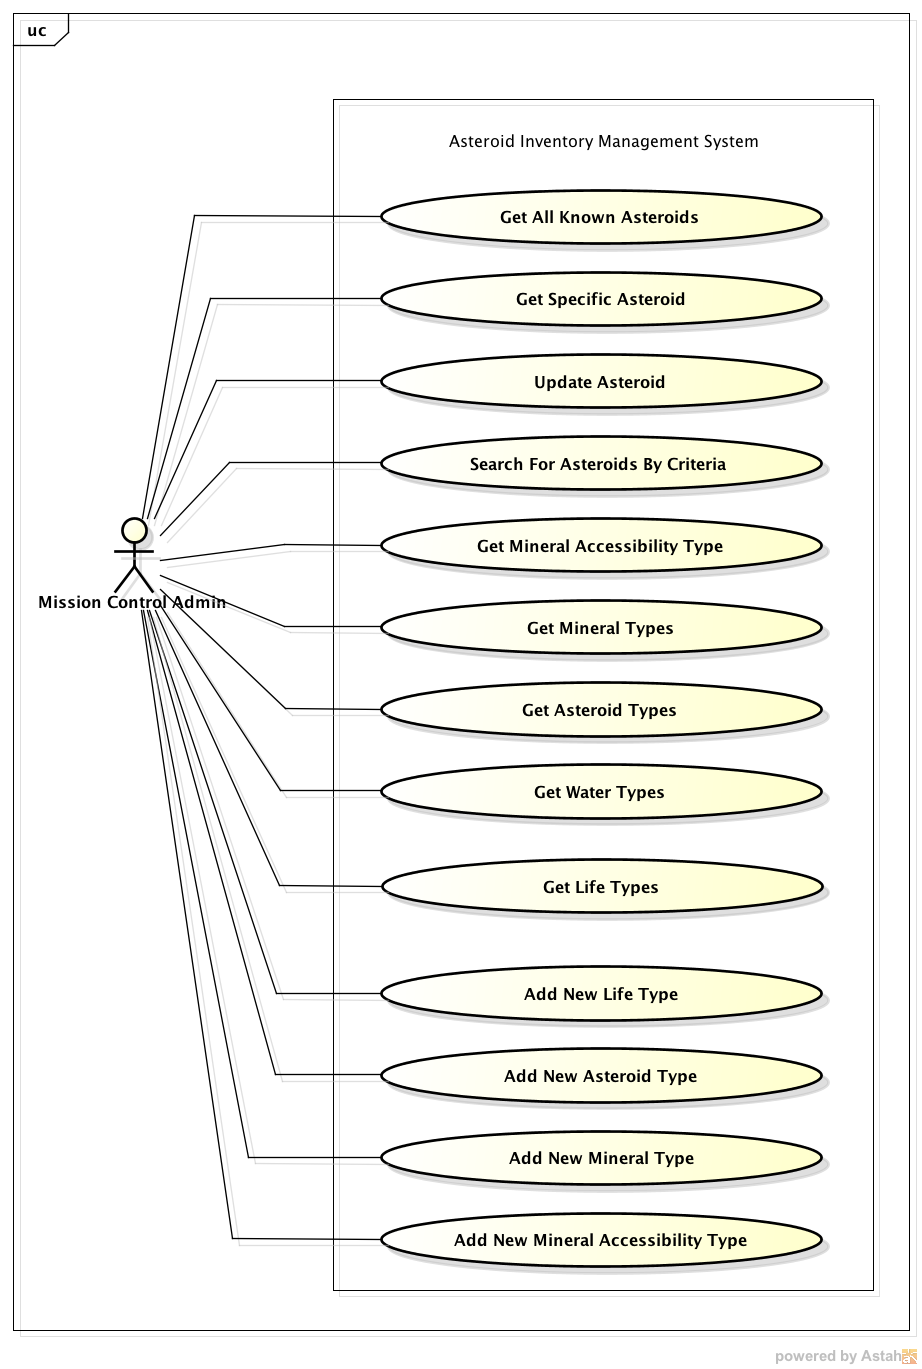 uc
Asteroid Inventory Management System
Get All Known Asteroids
Get Specific Asteroid
Update Asteroid
Search For Asteroids By Criteria
Get Mineral Accessibility Type
Mission Control Admin
Get Mineral Types
Get Asteroid Types
Get Water Types
Get Life Types
Add New Life Type
Add New Asteroid Type
Add New Mineral Type
Add New Mineral Accessibility Type
powered by Astah